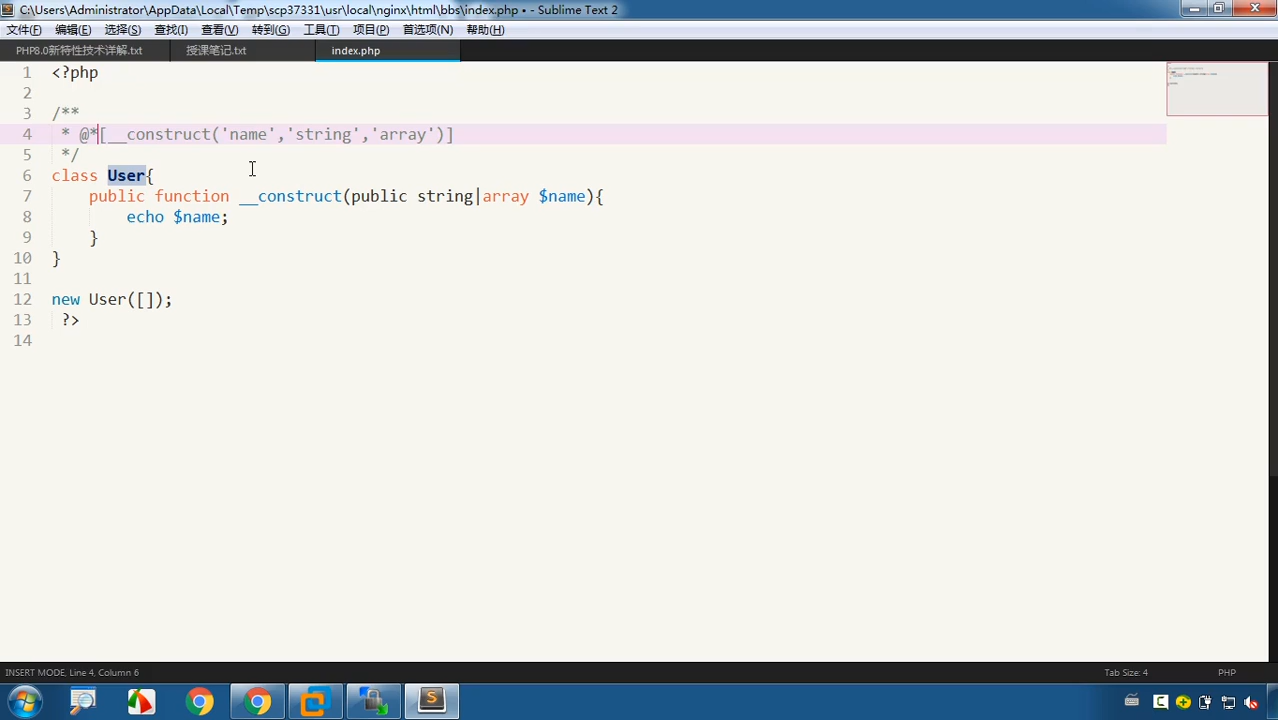 C:\Users\Administrator\AppData\Local\Temp\scp37331\usr\local\nginx\html\bbs\index.php • - Sublime Text 2
文件(F) 编辑(E) 选择(S) 查找(I) 查看(V) 转到(G) 工具(T) 项目(P) 首选项(N) 帮助(H)
PHP8.0新特性技术详解.txt 授课笔记.txt index.php
1 <?php
2
3 /**
4  * @*[__construct('name','string','array')]
5  */
6 class User{
7     public function __construct(public string|array $name){
8         echo $name;
9     }
10 }
11
12 new User([]);
13  ?>
14
INSERT MODE, Line 4, Column 6 Tab Size: 4 PHP